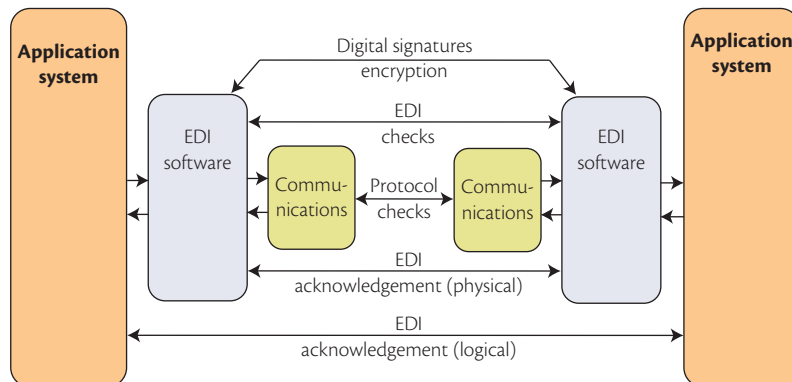 Application
system
Digital signatures
encryption
Application
system
EDI
software
EDI
checks
EDI
software
Commu-
nications
Protocol
checks
Commu-
nications
EDI
acknowledgement (physical)
EDI
acknowledgement (logical)